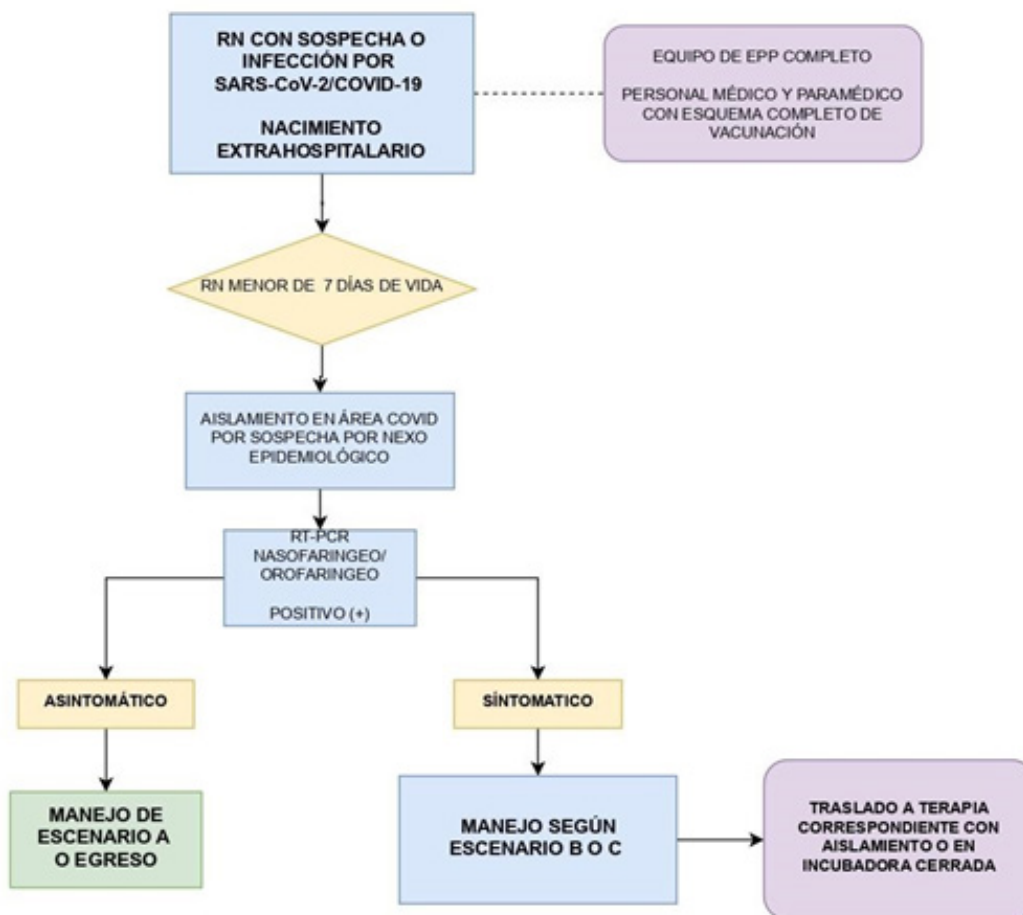 RN CON SOSPECHA O
INFECCIÓN POR
SARS-CoV-2/COVID-19
NACIMIENTO
EXTRAHOSPITALARIO
EQUIPO DE EPP COMPLETO
PERSONAL MÉDICO Y PARAMÉDICO
CON ESQUEMA COMPLETO DE
VACUNACIÓN
RN MENOR DE 7 DÍAS DE VIDA
AISLAMIENTO EN ÁREA COVID
POR SOSPECHA POR NEXO
EPIDEMIOLÓGICO
RT-PCR
NASOFARINGEO/
OROFARINGEO
POSITIVO (+)
ASINTOMÁTICO
SÍNTOMATICO
MANEJO DE
ESCENARIO A
O EGRESO
MANEJO SEGÚN
ESCENARIO B O C
TRASLADO A TERAPIA
CORRESPONDIENTE CON
AISLAMIENTO O EN
INCUBADORA CERRADA